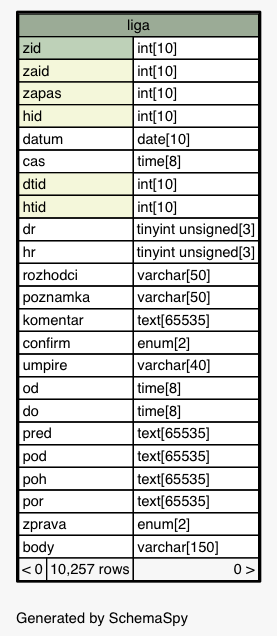 liga
zid int[10]
zaid int[10]
zapas int[10]
hid int[10]
datum date[10]
cas time[8]
dtid int[10]
htid int[10]
dr tinyint unsigned[3]
hr tinyint unsigned[3]
rozhodci varchar[50]
poznamka varchar[50]
komentar text[65535]
confirm enum[2]
umpire varchar[40]
od time[8]
do time[8]
pred text[65535]
pod text[65535]
poh text[65535]
por text[65535]
zprava enum[2]
body varchar[150]
< 0 10,257 rows 0 >
Generated by SchemaSpy